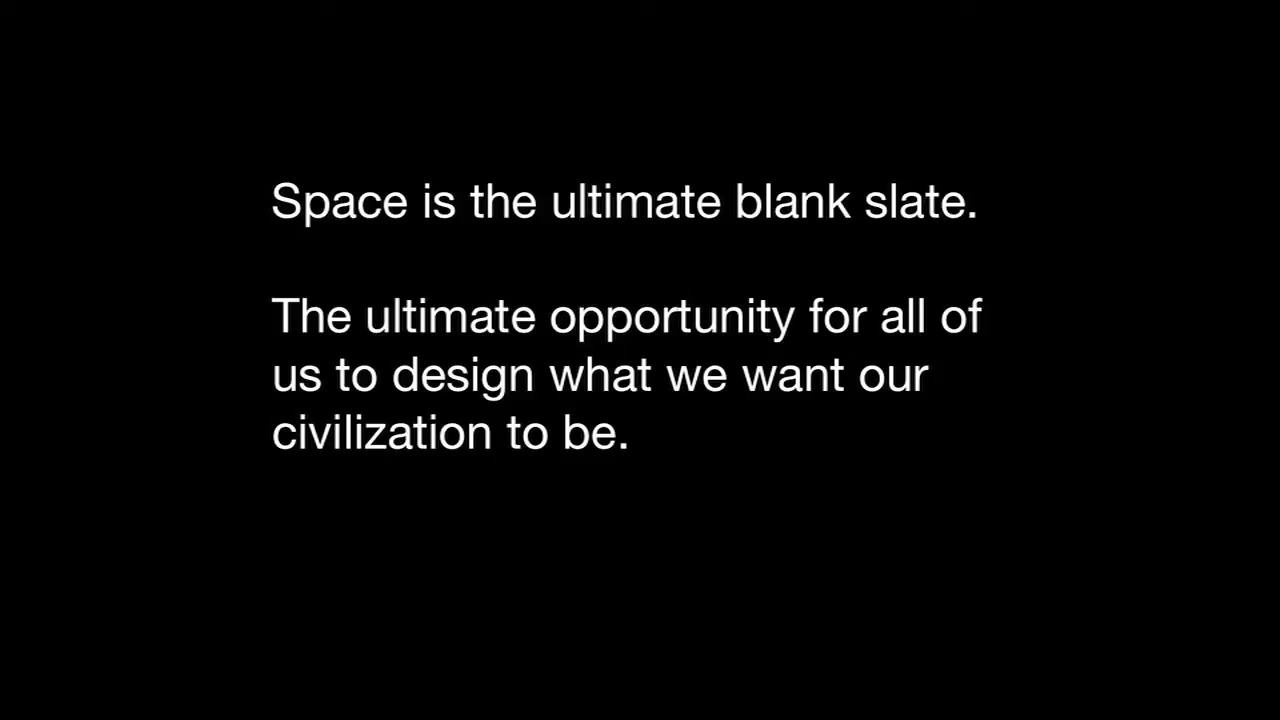 Space is the ultimate blank slate.
The ultimate opportunity for all of
us to design what we want our
civilization to be.